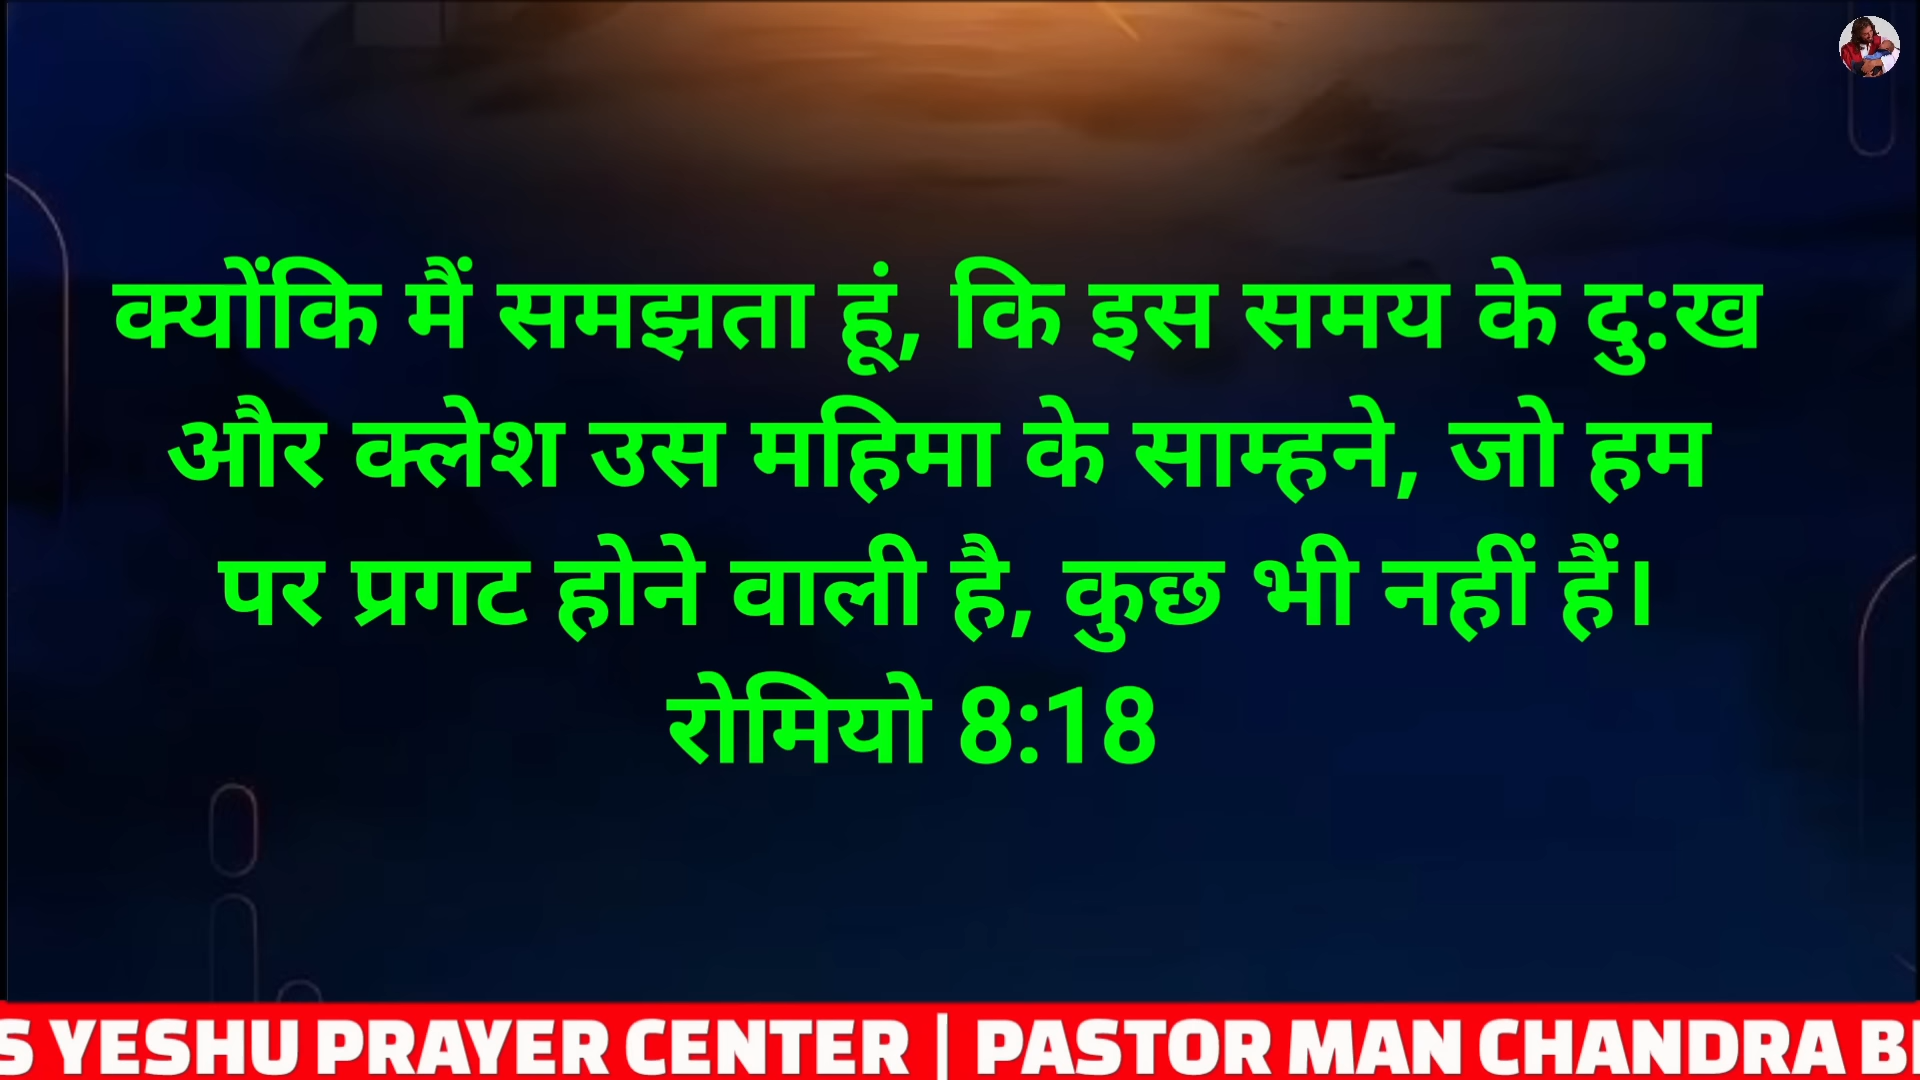 क्योंकि मैं समझता हूं, कि इस समय के दु:ख
और क्लेश उस महिमा के साम्हने, जो हम
पर प्रगट होने वाली है, कुछ भी नहीं हैं।
रोमियो 8:18
YESHU PRAYER CENTER | PASTOR MAN CHANDRA